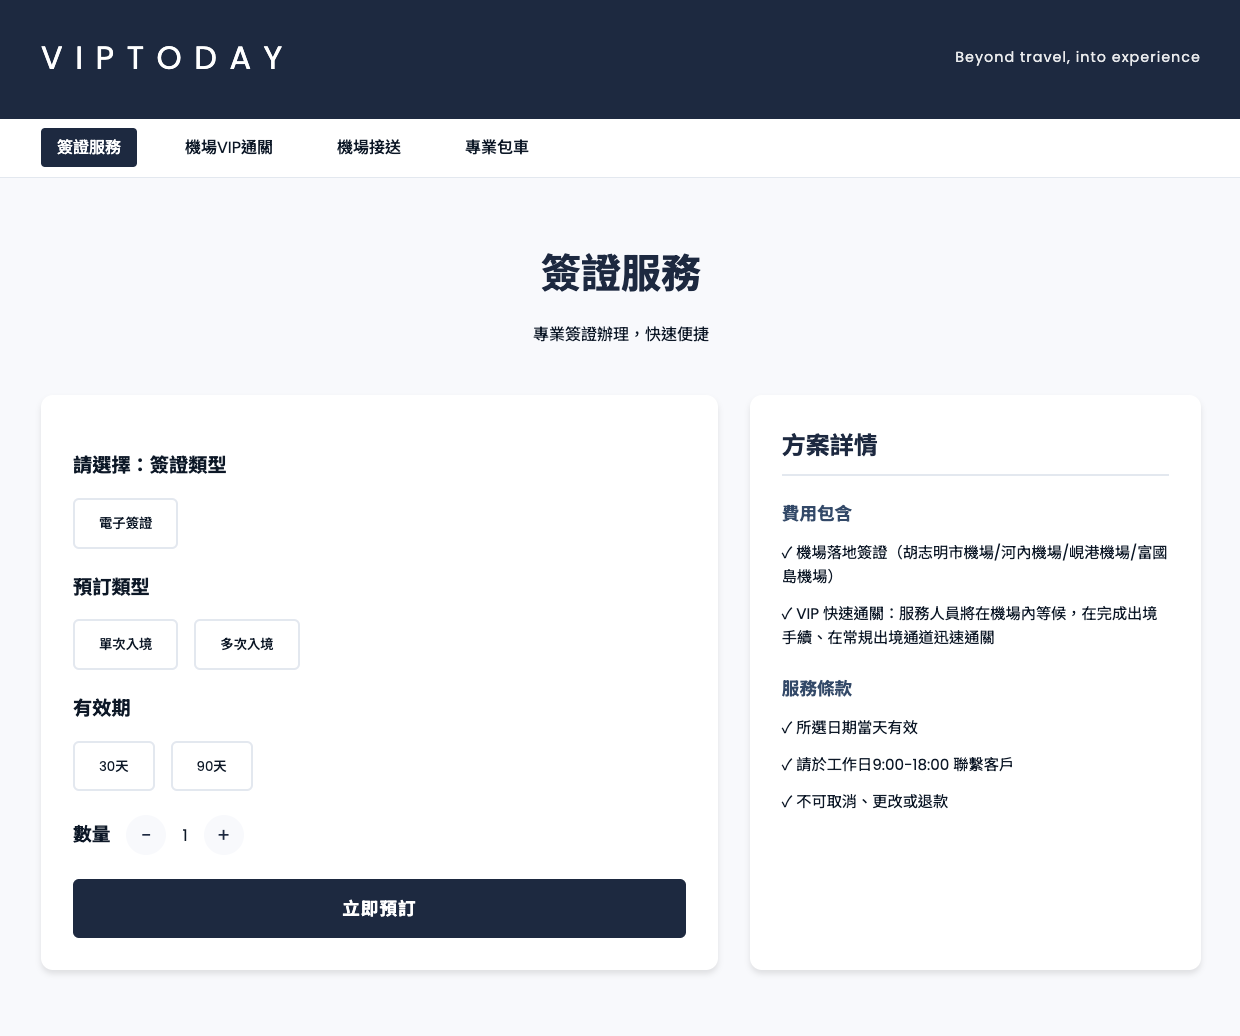 VIPTODAY
Beyond travel, into experience
簽證服務
機場VIP通關
機場接送
專業包車
簽證服務
專業簽證辦理，快速便捷
請選擇：簽證類型
電子簽證
預訂類型
單次入境
多次入境
有效期
30天
90天
數量 - 1 +
立即預訂
方案詳情
費用包含
✓ 機場落地簽證（胡志明市機場/河內機場/峴港機場/富國
島機場）
✓ VIP 快速通關：服務人員將在機場內等候，在完成出境
手續、在常規出境通道迅速通關
服務條款
✓ 所選日期當天有效
✓ 請於工作日9:00-18:00 聯繫客戶
✓ 不可取消、更改或退款